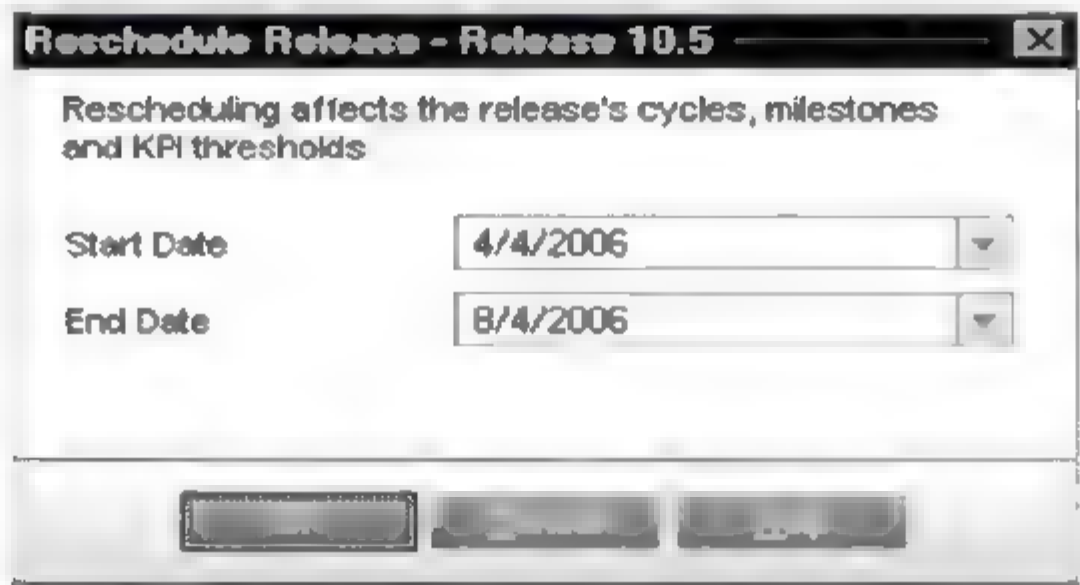 Reschedule Release - Release 10.5
Rescheduling affects the release's cycles, milestones
and KPI thresholds
Start Date
4/4/2006
End Date
8/4/2006